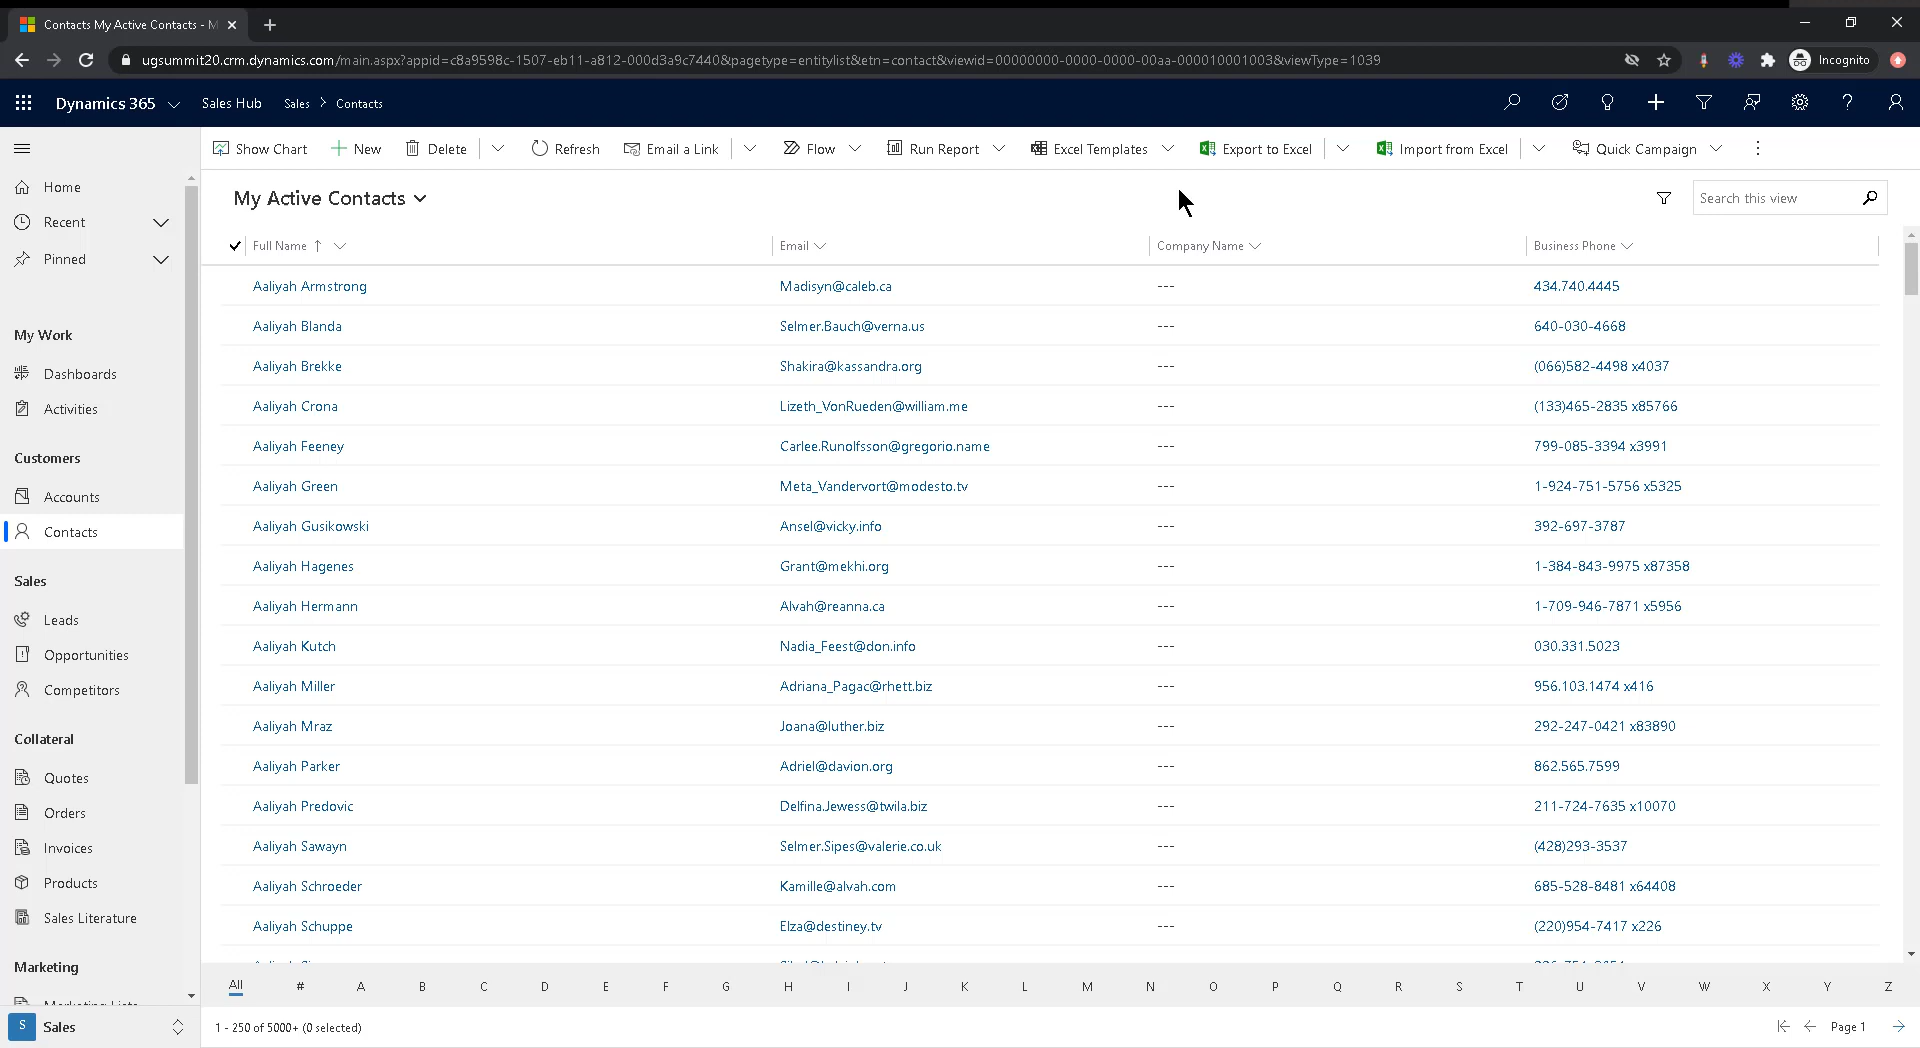 Contacts My Active Contacts - M
ugsummit20.crm.dynamics.com/main.aspx?appid=c8a9598c-1507-eb11-a812-000d3a9c7440&pagetype=entitylist&etn=contact&viewid=00000000-0000-0000-00aa-000010001003&viewType=1039
Incognito
Dynamics 365 Sales Hub Sales > Contacts
Show Chart New Delete Refresh Email a Link Flow Run Report Excel Templates Export to Excel Import from Excel Quick Campaign
Home
Recent
Pinned
My Work
Dashboards
Activities
Customers
Accounts
Contacts
Sales
Leads
Opportunities
Competitors
Collateral
Quotes
Orders
Invoices
Products
Sales Literature
Marketing
Marketing Lists
S Sales
My Active Contacts
Search this view
Full Name ↑ Email Company Name Business Phone
Aaliyah Armstrong Madisyn@caleb.ca --- 434.740.4445
Aaliyah Blanda Selmer.Bauch@verna.us --- 640-030-4668
Aaliyah Brekke Shakira@kassandra.org --- (066)582-4498 x4037
Aaliyah Crona Lizeth_VonRueden@william.me --- (133)465-2835 x85766
Aaliyah Feeney Carlee.Runolfsson@gregorio.name --- 799-085-3394 x3991
Aaliyah Green Meta_Vandervort@modesto.tv --- 1-924-751-5756 x5325
Aaliyah Gusikowski Ansel@vicky.info --- 392-697-3787
Aaliyah Hagenes Grant@mekhi.org --- 1-384-843-9975 x87358
Aaliyah Hermann Alvah@reanna.ca --- 1-709-946-7871 x5956
Aaliyah Kutch Nadia_Feest@don.info --- 030.331.5023
Aaliyah Miller Adriana_Pagac@rhett.biz --- 956.103.1474 x416
Aaliyah Mraz Joana@luther.biz --- 292-247-0421 x83890
Aaliyah Parker Adriel@davion.org --- 862.565.7599
Aaliyah Predovic Delfina.Jewess@twila.biz --- 211-724-7635 x10070
Aaliyah Sawayn Selmer.Sipes@valerie.co.uk --- (428)293-3537
Aaliyah Schroeder Kamille@alvah.com --- 685-528-8481 x64408
Aaliyah Schuppe Elza@destiney.tv --- (220)954-7417 x226
All # A B C D E F G H I J K L M N O P Q R S T U V W X Y Z
1 - 250 of 5000+ (0 selected)
Page 1